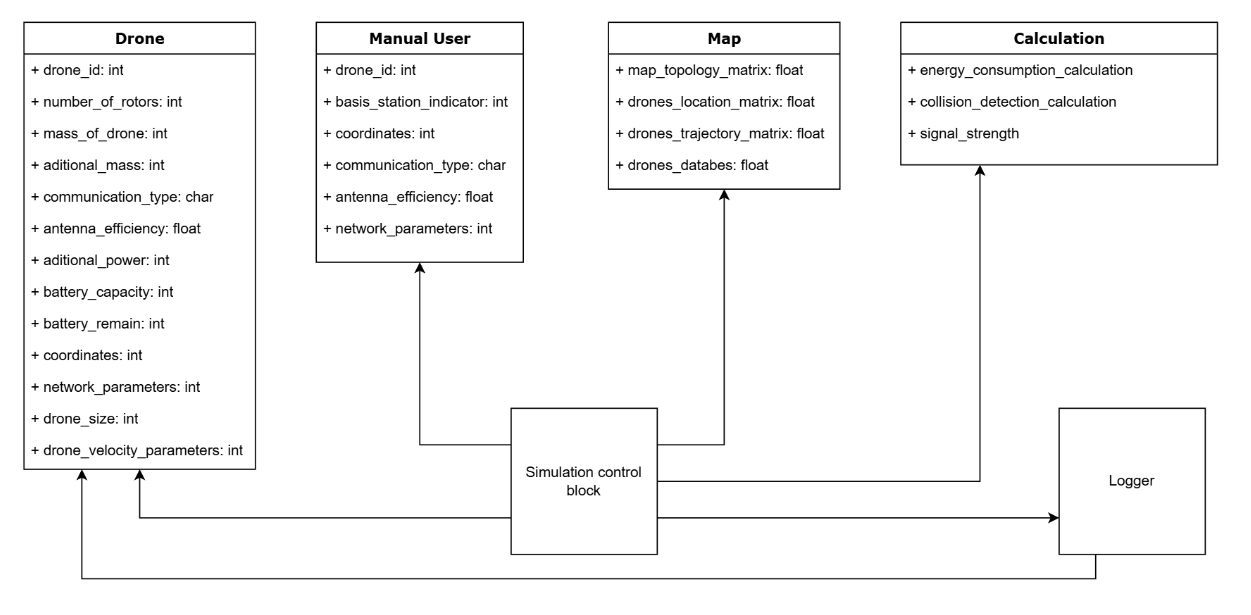 Drone
+ drone_id: int
+ number_of_rotors: int
+ mass_of_drone: int
+ aditional_mass: int
+ communication_type: char
+ antenna_efficiency: float
+ aditional_power: int
+ battery_capacity: int
+ battery_remain: int
+ coordinates: int
+ network_parameters: int
+ drone_size: int
+ drone_velocity_parameters: int
Manual User
+ drone_id: int
+ basis_station_indicator: int
+ coordinates: int
+ communication_type: char
+ antenna_efficiency: float
+ network_parameters: int
Map
+ map_topology_matrix: float
+ drones_location_matrix: float
+ drones_trajectory_matrix: float
+ drones_databes: float
Calculation
+ energy_consumption_calculation
+ collision_detection_calculation
+ signal_strength
Simulation control
block
Logger